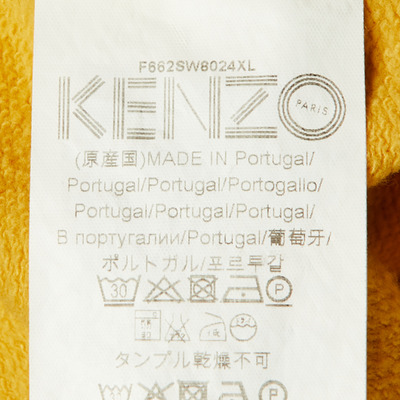 F662SW8024XL
KENZO PARIS
(原産国)MADE IN Portugal/
Portugal/Portugal/Portogallo/
Portugal/Portugal/Portugal/
В португалии/Portugal/葡萄牙/
ポルトガル/포르투갈
30 P
タンブル乾燥不可